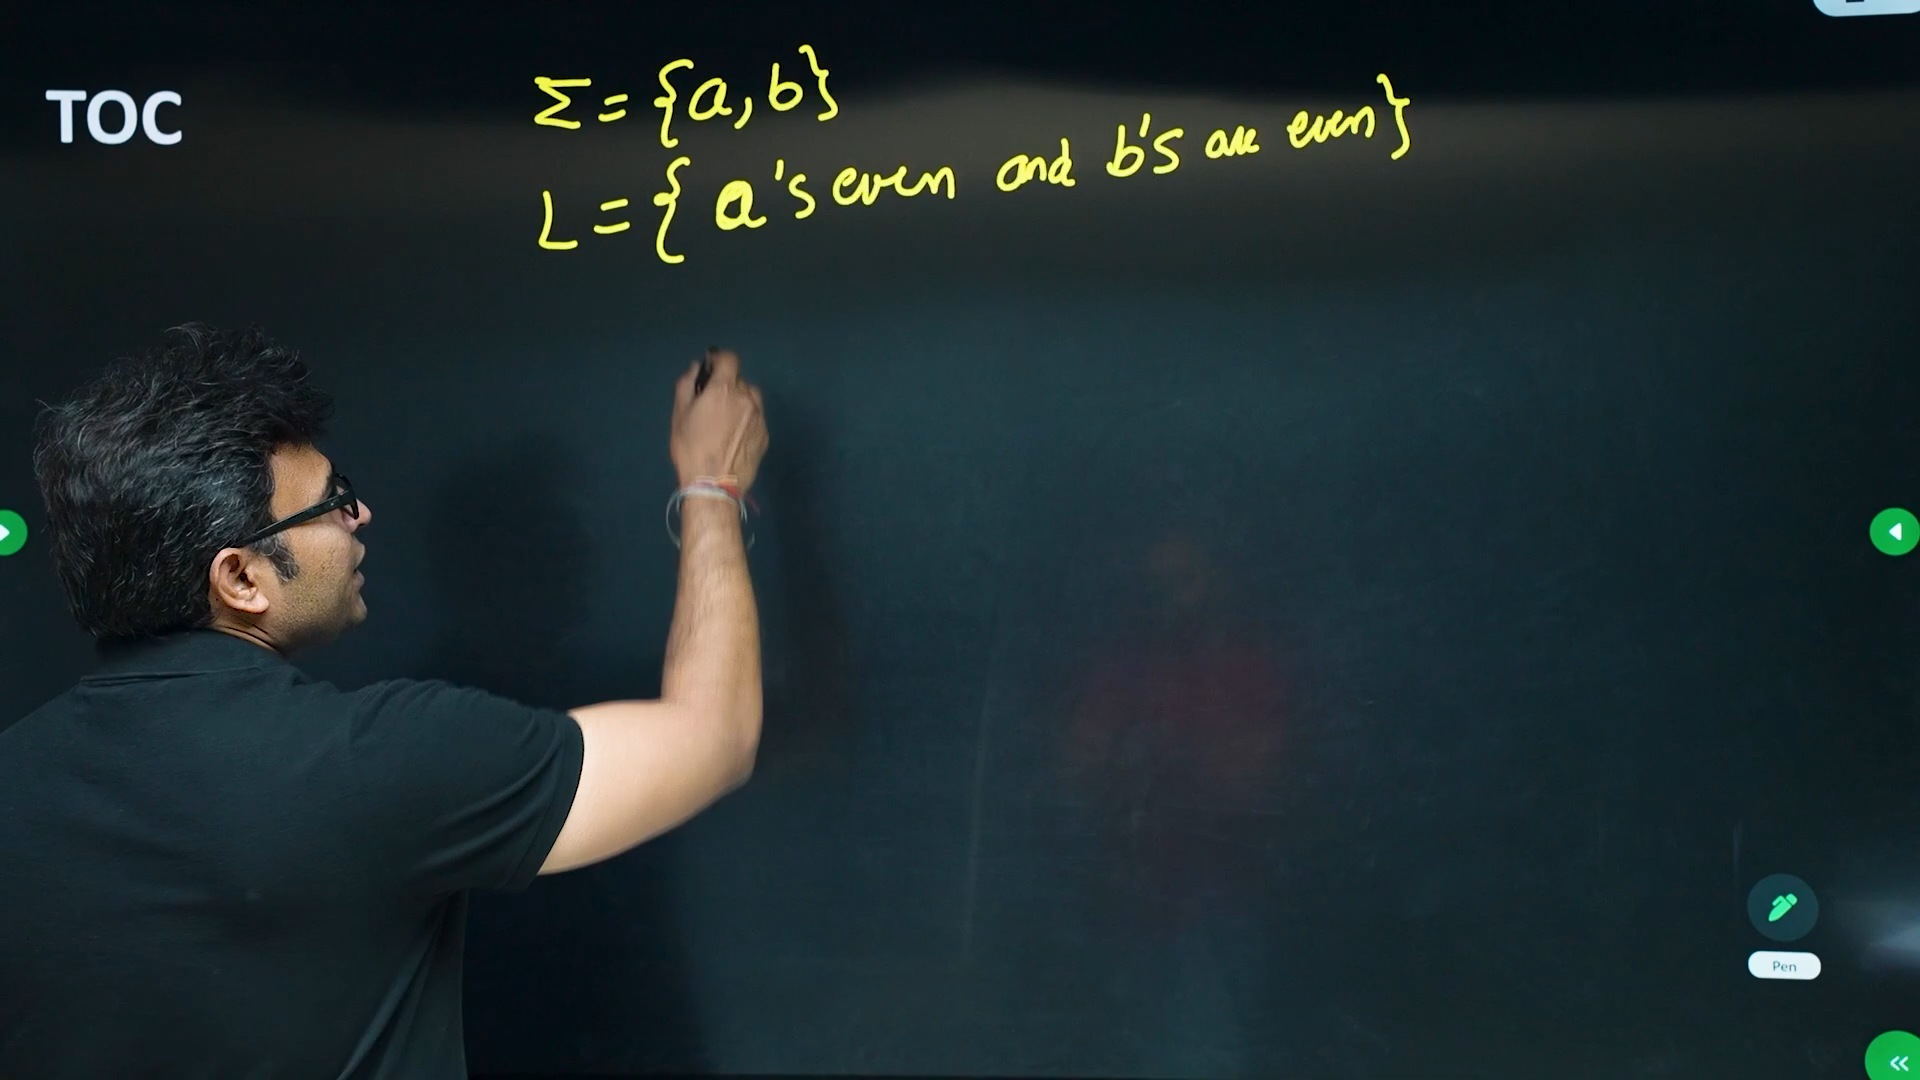 TOC
Σ = {a, b}
L = { a's even and b's are even}
Pen